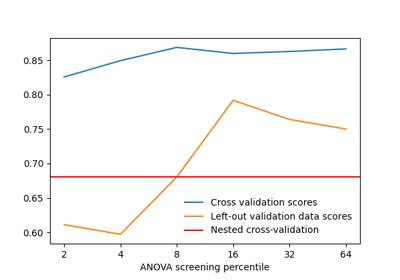 0.85
0.80
0.75
0.70
0.65
0.60
Cross validation scores
Left-out validation data scores
Nested cross-validation
2 4 8 16 32 64
ANOVA screening percentile